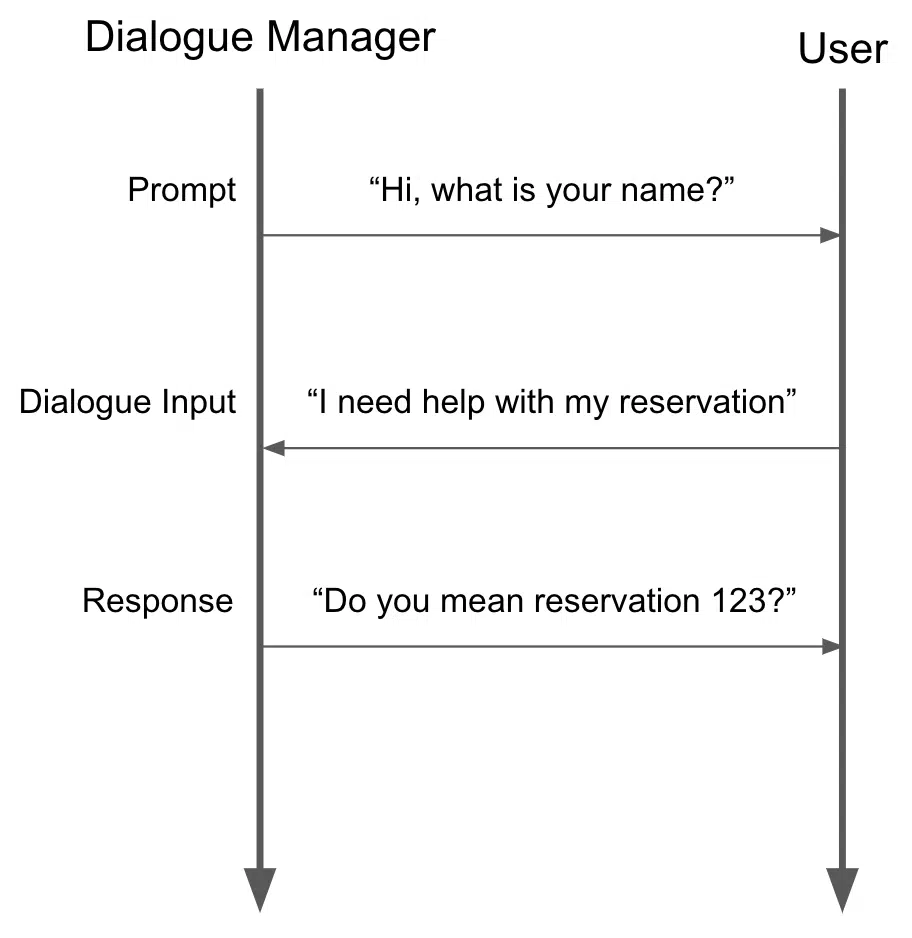 Dialogue Manager
User
Prompt
“Hi, what is your name?”
Dialogue Input
“I need help with my reservation”
Response
“Do you mean reservation 123?”